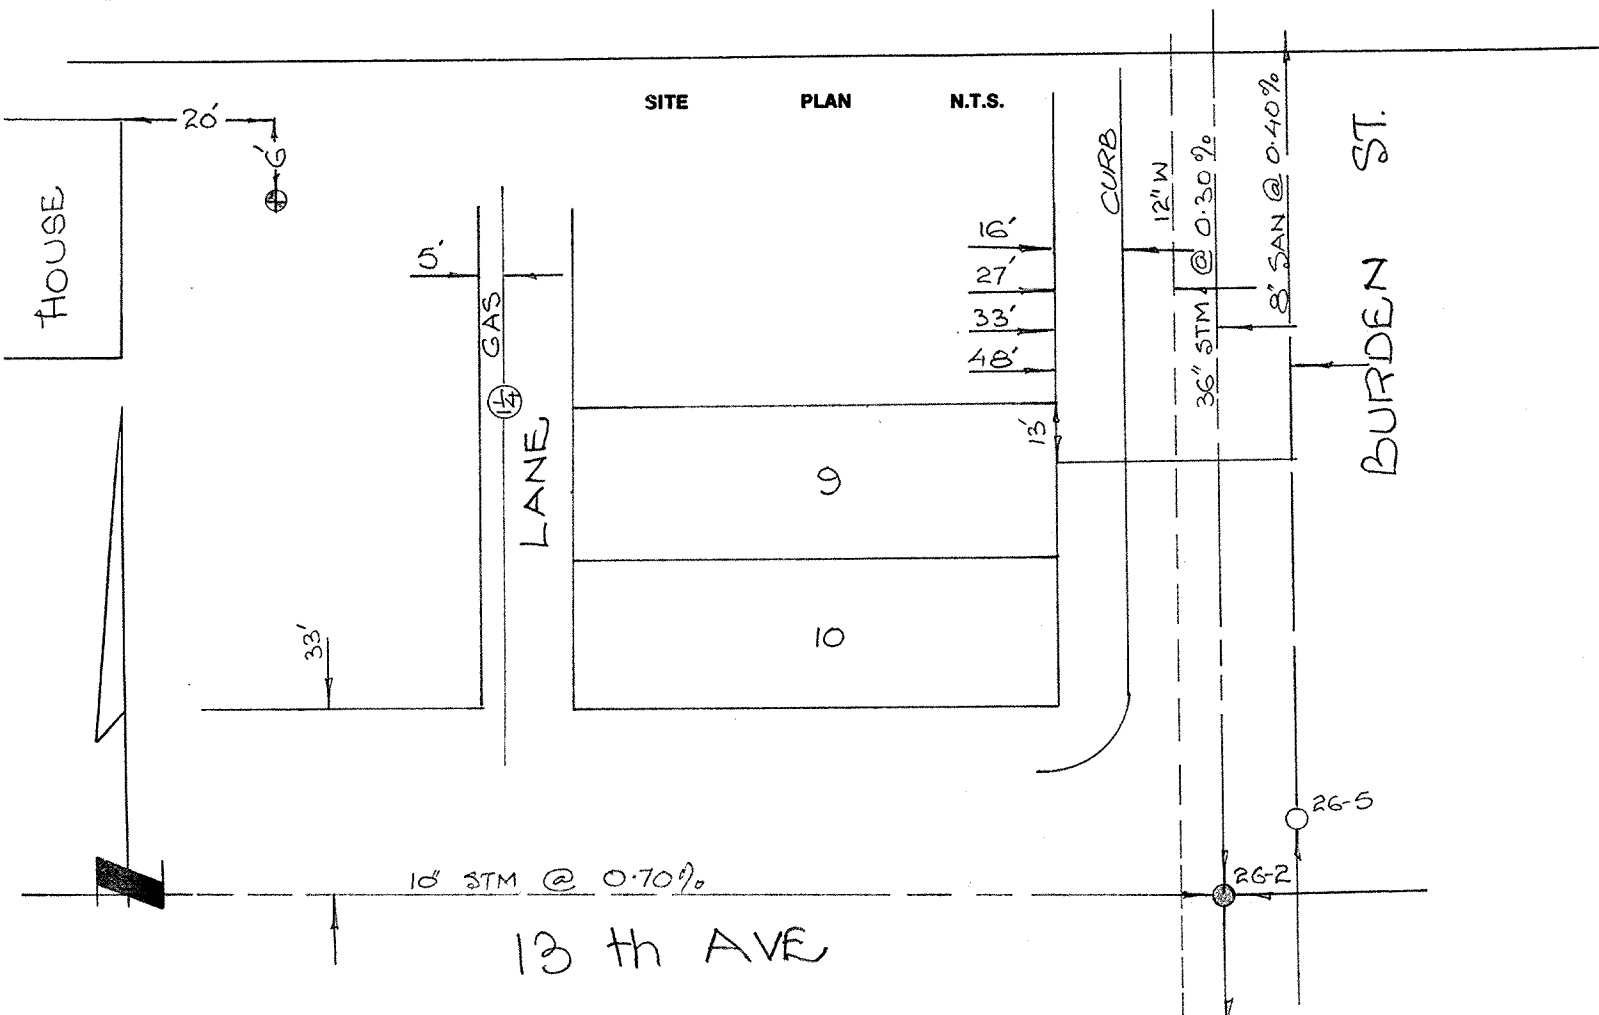 SITE PLAN N.T.S.
20'
6'
HOUSE
5'
GAS
1 1/4
LANE
16'
27'
33'
48'
13'
CURB
12" W
36" STM @ 0.30%
8" SAN @ 0.40%
BURDEN ST.
9
10
33'
10" STM @ 0.70%
13 th AVE
26-5
26-2